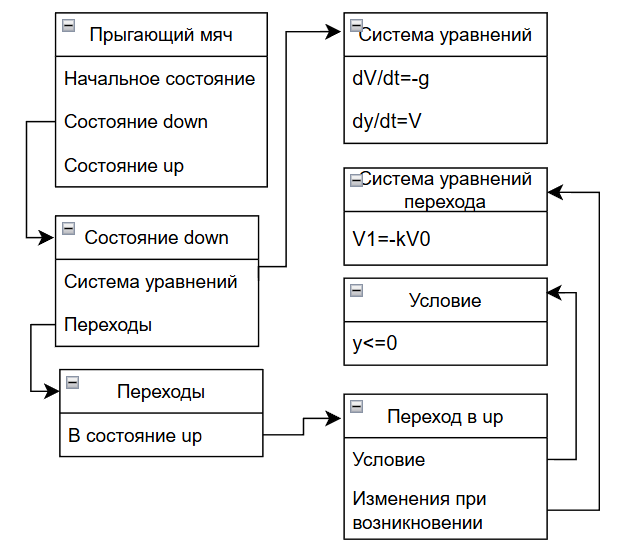 Прыгающий мяч
Начальное состояние
Состояние down
Состояние up
Система уравнений
dV/dt=-g
dy/dt=V
Состояние down
Система уравнений
Переходы
Система уравнений
перехода
V1=-kV0
Условие
y<=0
Переходы
В состояние up
Переход в up
Условие
Изменения при
возникновении